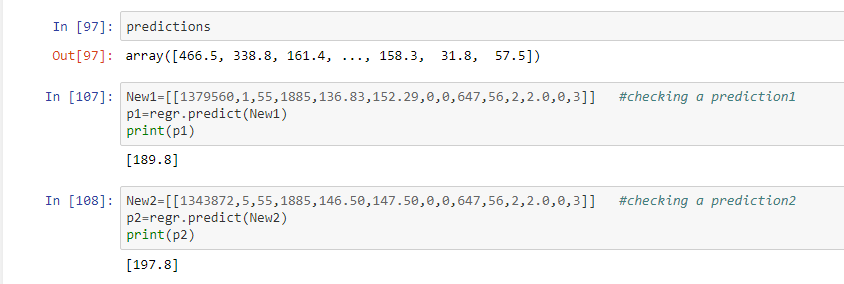 In [97]: predictions
Out[97]: array([466.5, 338.8, 161.4, ..., 158.3,  31.8,  57.5])
In [107]: New1=[[1379560,1,55,1885,136.83,152.29,0,0,647,56,2,2.0,0,3]]   #checking a prediction1
p1=regr.predict(New1)
print(p1)
[189.8]
In [108]: New2=[[1343872,5,55,1885,146.50,147.50,0,0,647,56,2,2.0,0,3]]   #checking a prediction2
p2=regr.predict(New2)
print(p2)
[197.8]